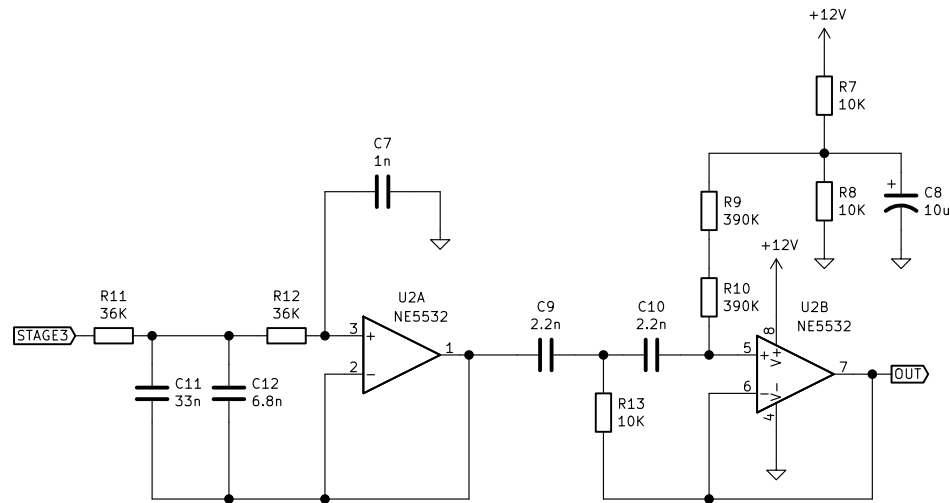 +12V
R7
10K
C7
1n
R9
390K
R8
10K
+
C8
10u
+12V
R11
36K
R12
36K
U2A
NE5532
C9
2.2n
C10
2.2n
R10
390K
U2B
NE5532
STAGE3
3
+
1
2
−
5
+
8
V+
7
OUT
6
−
V-
4
C11
33n
C12
6.8n
R13
10K